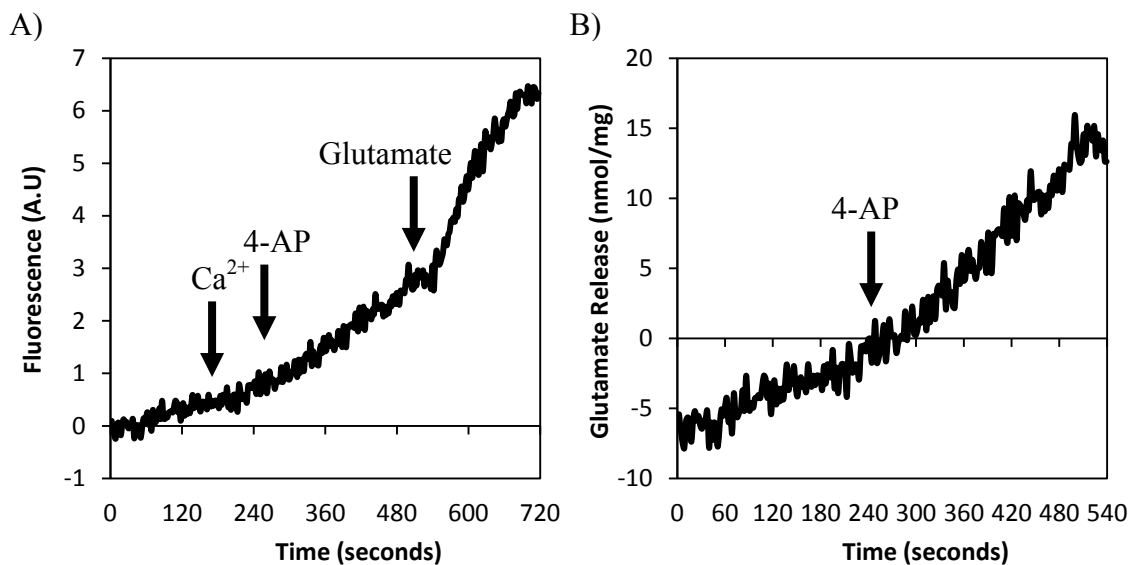 A)
7
6
5
4
3
2
1
0
-1
Fluorescence (A.U)
Ca²⁺
4-AP
Glutamate
0 120 240 360 480 600 720
Time (seconds)
B)
20
15
10
5
0
-5
-10
Glutamate Release (nmol/mg)
4-AP
0 60 120 180 240 300 360 420 480 540
Time (seconds)